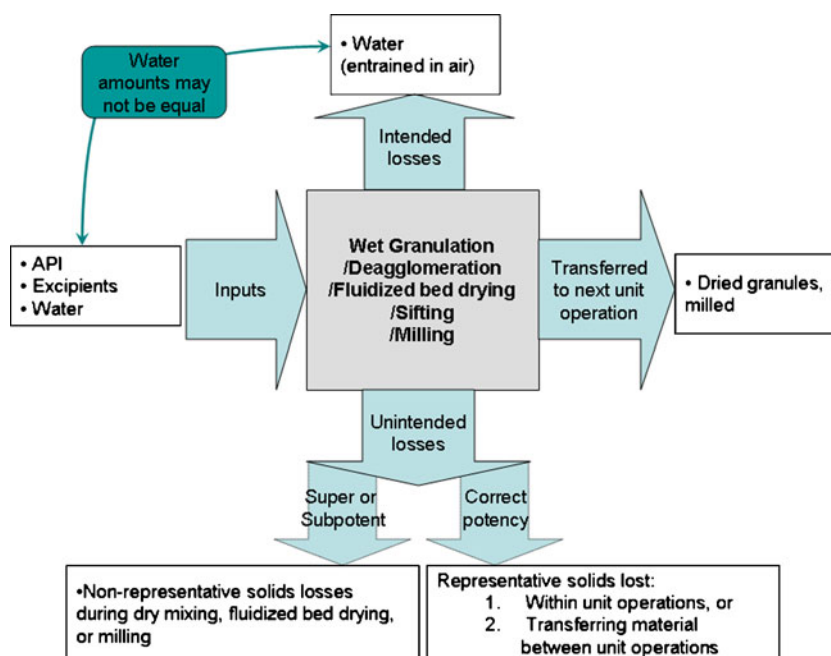 Water
amounts may
not be equal
• Water
(entrained in air)
Intended
losses
• API
• Excipients
• Water
Inputs
Wet Granulation
/Deagglomeration
/Fluidized bed drying
/Sifting
/Milling
Transferred
to next unit
operation
• Dried granules,
milled
Unintended
losses
Super or
Subpotent
Correct
potency
•Non-representative solids losses
during dry mixing, fluidized bed drying,
or milling
Representative solids lost:
1. Within unit operations, or
2. Transferring material
between unit operations